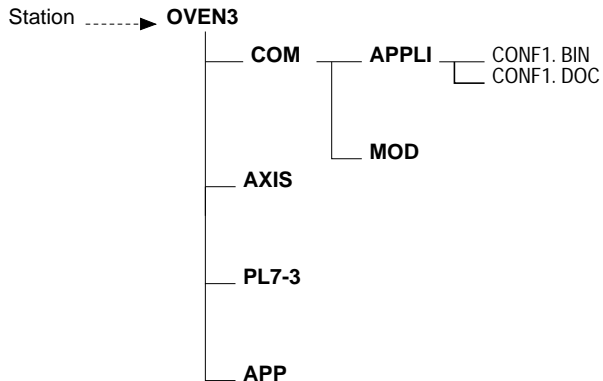 Station OVEN3
COM APPLI CONF1. BIN
CONF1. DOC
MOD
AXIS
PL7-3
APP